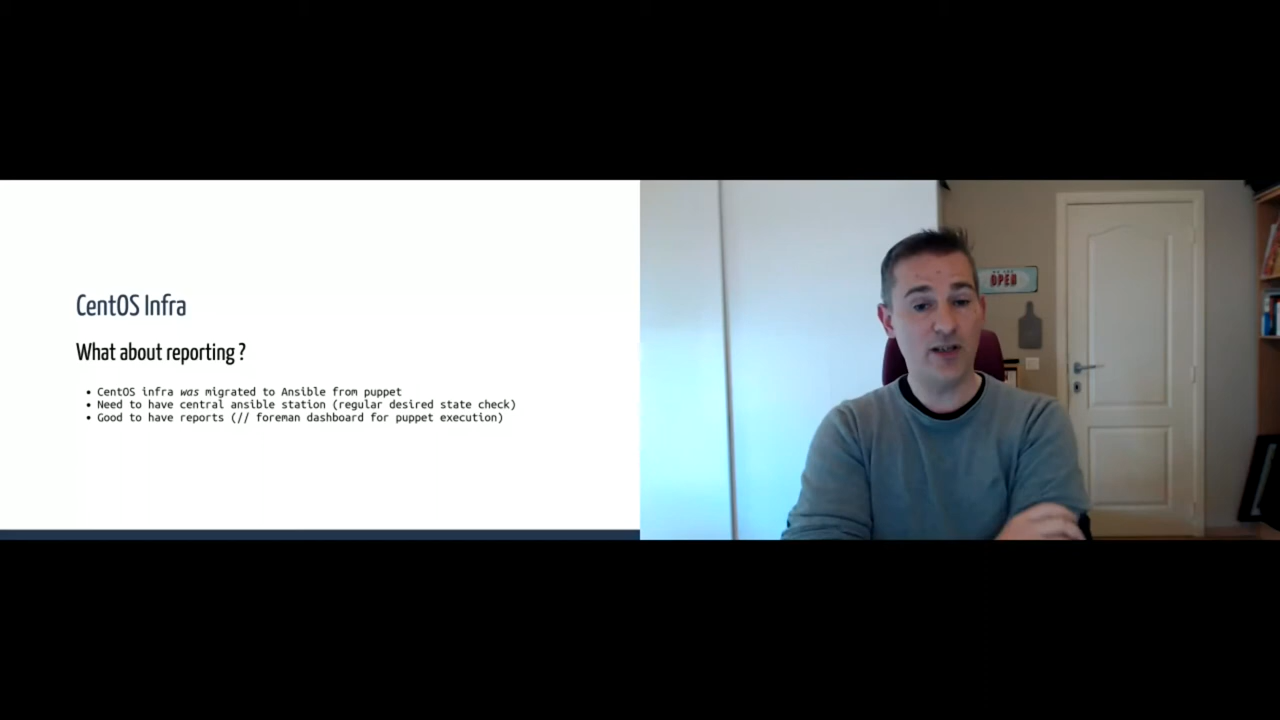 CentOS Infra
What about reporting ?
• CentOS infra was migrated to Ansible from puppet
• Need to have central ansible station (regular desired state check)
• Good to have reports (// foreman dashboard for puppet execution)
OPEN